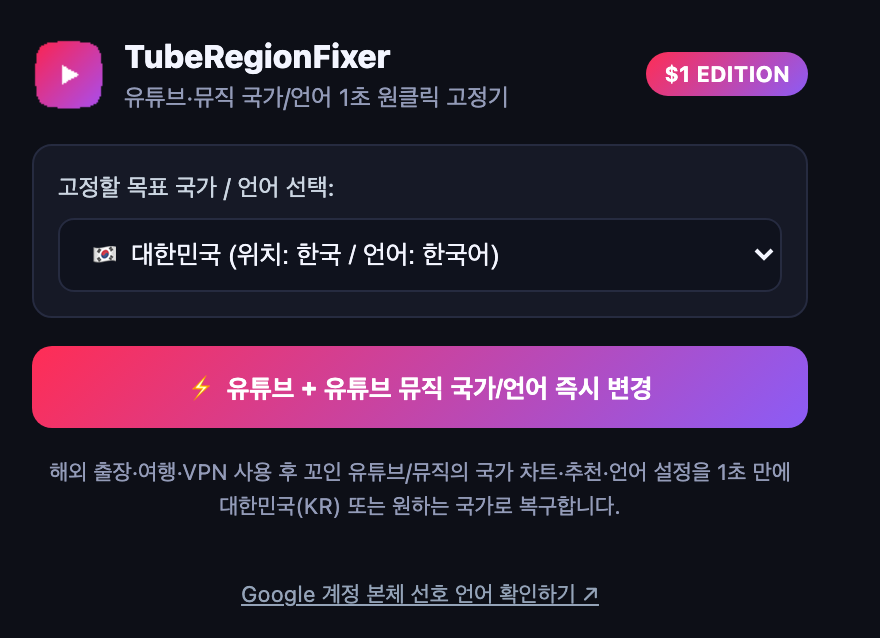 TubeRegionFixer
유튜브·뮤직 국가/언어 1초 원클릭 고정기
$1 EDITION
고정할 목표 국가 / 언어 선택:
🇰🇷 대한민국 (위치: 한국 / 언어: 한국어)
⚡ 유튜브 + 유튜브 뮤직 국가/언어 즉시 변경
해외 출장·여행·VPN 사용 후 꼬인 유튜브/뮤직의 국가 차트·추천·언어 설정을 1초 만에
대한민국(KR) 또는 원하는 국가로 복구합니다.
Google 계정 본체 선호 언어 확인하기 ↗